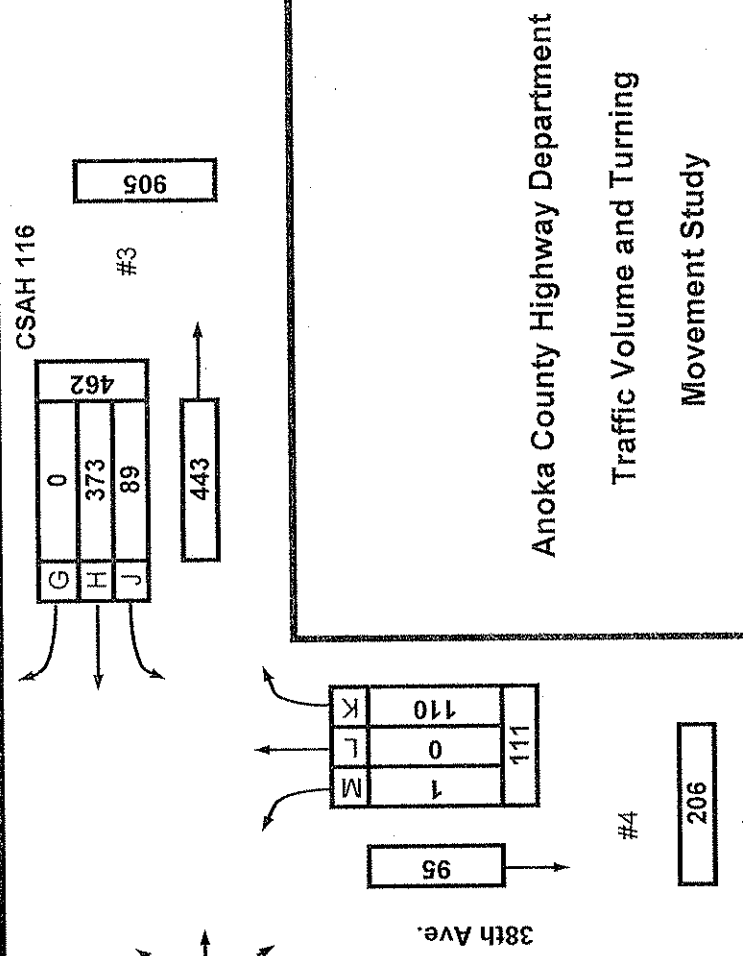 CSAH 116
G 0
H 373
J 89
462
#3
905
443
K 110
L 0
M 1
111
95
38th Ave.
#4
206
Anoka County Highway Department
Traffic Volume and Turning
Movement Study